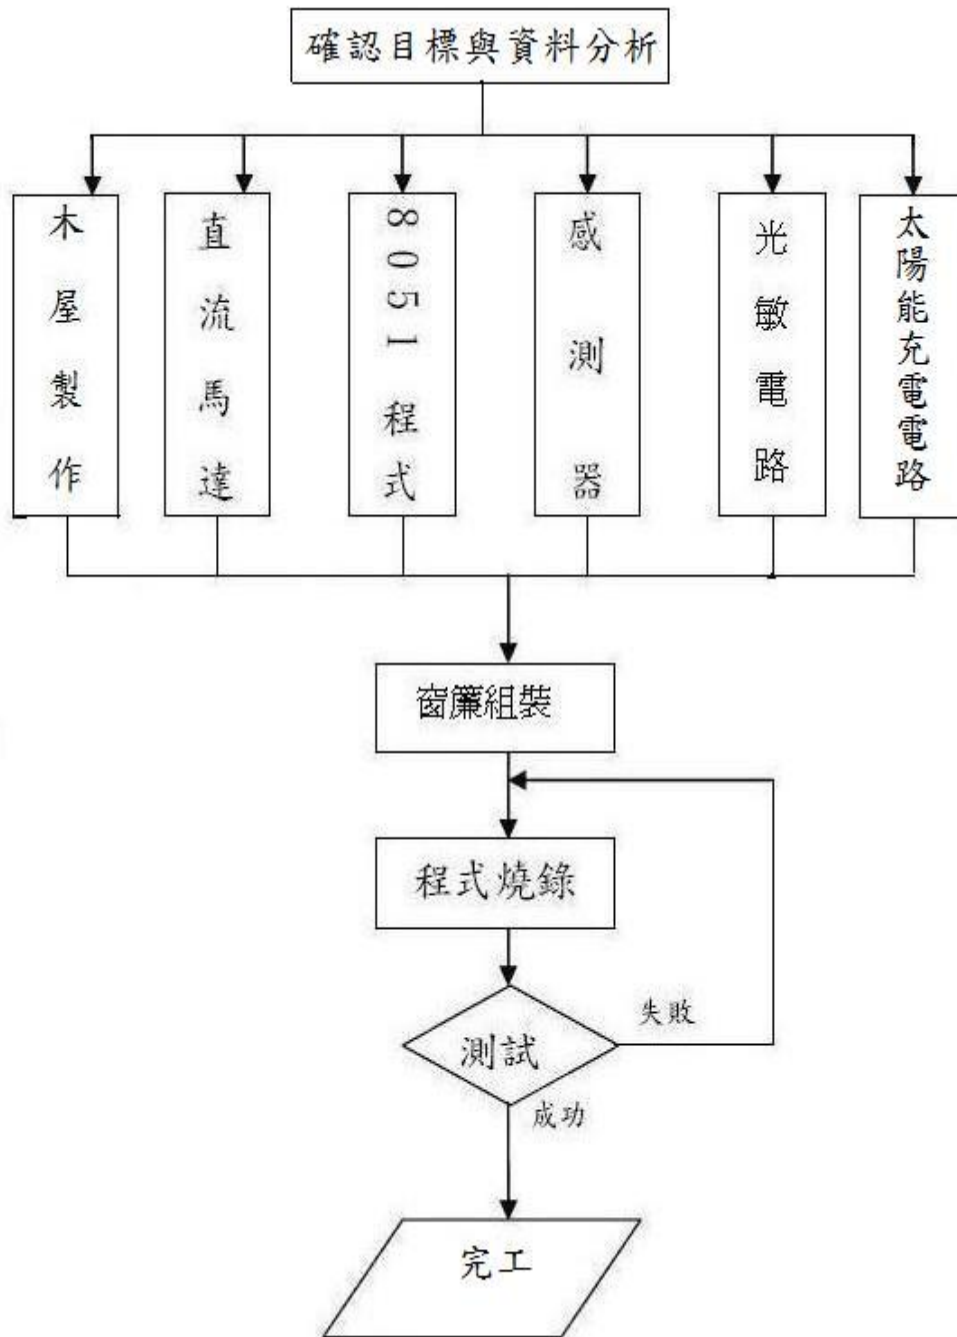 確認目標與資料分析
木屋製作
直流馬達
8051程式
感測器
光敏電路
太陽能充電電路
窗簾組裝
程式燒錄
測試
失敗
成功
完工